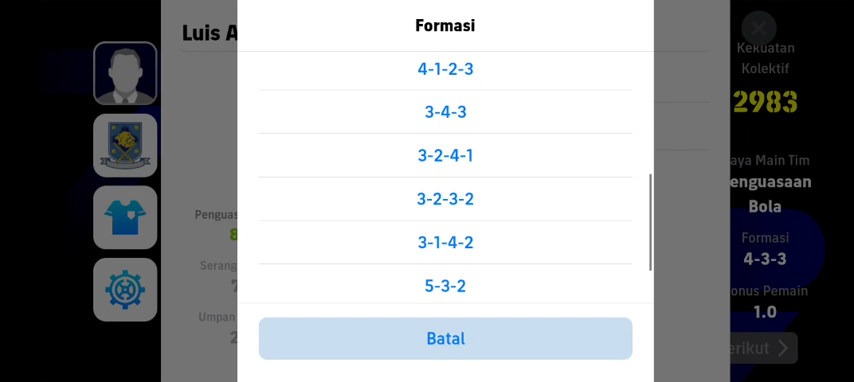 Formasi
4-1-2-3
3-4-3
3-2-4-1
3-2-3-2
3-1-4-2
5-3-2
Batal
Luis A
Penguas
8
Serang
Umpan
2
Kekuatan
Kolektif
2983
aya Main Tim
enguasaan
Bola
Formasi
4-3-3
onus Pemain
1.0
erikut